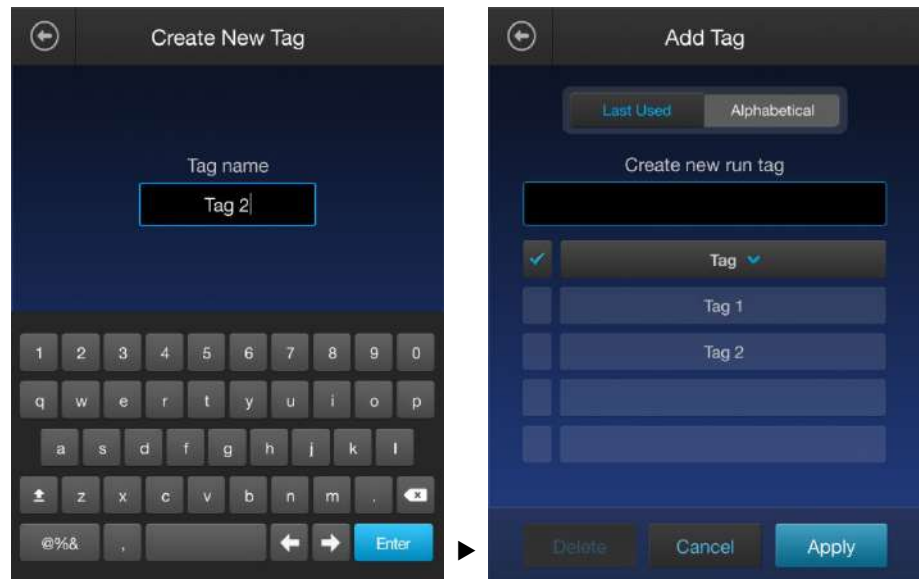 Create New Tag
Tag name
Tag 2
1 2 3 4 5 6 7 8 9 0
q w e r t y u i o p
a s d f g h j k l
z x c v b n m .
@%& , Enter
Add Tag
Last Used Alphabetical
Create new run tag
Tag
Tag 1
Tag 2
Delete Cancel Apply